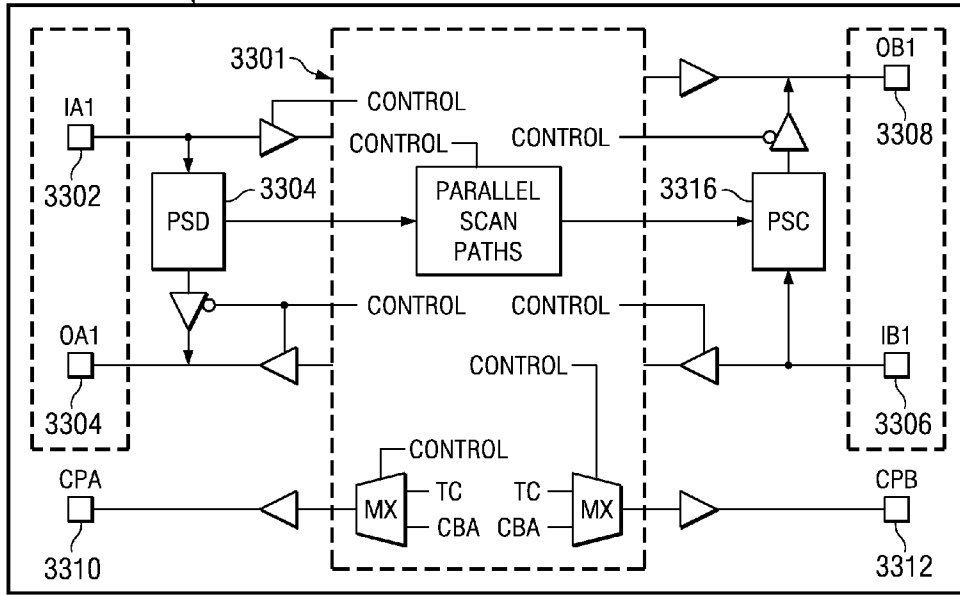 3301
OB1
IA1
CONTROL
3308
CONTROL
CONTROL
3302
3304
3316
PSD
PARALLEL
SCAN
PATHS
PSC
CONTROL
CONTROL
OA1
IB1
CONTROL
3304
3306
CONTROL
CPA
TC
TC
CPB
MX
MX
CBA
CBA
3310
3312